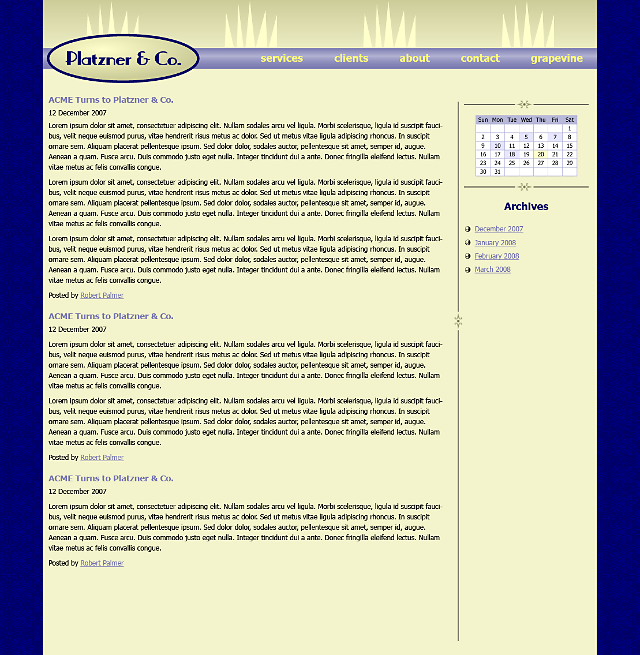 Platzner & Co.
services clients about contact grapevine
ACME Turns to Platzner & Co.
12 December 2007
Lorem ipsum dolor sit amet, consectetuer adipiscing elit. Nullam sodales arcu vel ligula. Morbi scelerisque, ligula id suscipit fauci-
bus, velit neque euismod purus, vitae hendrerit risus metus ac dolor. Sed ut metus vitae ligula adipiscing rhoncus. In suscipit
ornare sem. Aliquam placerat pellentesque ipsum. Sed dolor dolor, sodales auctor, pellentesque sit amet, semper id, augue.
Aenean a quam. Fusce arcu. Duis commodo justo eget nulla. Integer tincidunt dui a ante. Donec fringilla eleifend lectus. Nullam
vitae metus ac felis convallis congue.
Lorem ipsum dolor sit amet, consectetuer adipiscing elit. Nullam sodales arcu vel ligula. Morbi scelerisque, ligula id suscipit fauci-
bus, velit neque euismod purus, vitae hendrerit risus metus ac dolor. Sed ut metus vitae ligula adipiscing rhoncus. In suscipit
ornare sem. Aliquam placerat pellentesque ipsum. Sed dolor dolor, sodales auctor, pellentesque sit amet, semper id, augue.
Aenean a quam. Fusce arcu. Duis commodo justo eget nulla. Integer tincidunt dui a ante. Donec fringilla eleifend lectus. Nullam
vitae metus ac felis convallis congue.
Lorem ipsum dolor sit amet, consectetuer adipiscing elit. Nullam sodales arcu vel ligula. Morbi scelerisque, ligula id suscipit fauci-
bus, velit neque euismod purus, vitae hendrerit risus metus ac dolor. Sed ut metus vitae ligula adipiscing rhoncus. In suscipit
ornare sem. Aliquam placerat pellentesque ipsum. Sed dolor dolor, sodales auctor, pellentesque sit amet, semper id, augue.
Aenean a quam. Fusce arcu. Duis commodo justo eget nulla. Integer tincidunt dui a ante. Donec fringilla eleifend lectus. Nullam
vitae metus ac felis convallis congue.
Posted by Robert Palmer
ACME Turns to Platzner & Co.
12 December 2007
Lorem ipsum dolor sit amet, consectetuer adipiscing elit. Nullam sodales arcu vel ligula. Morbi scelerisque, ligula id suscipit fauci-
bus, velit neque euismod purus, vitae hendrerit risus metus ac dolor. Sed ut metus vitae ligula adipiscing rhoncus. In suscipit
ornare sem. Aliquam placerat pellentesque ipsum. Sed dolor dolor, sodales auctor, pellentesque sit amet, semper id, augue.
Aenean a quam. Fusce arcu. Duis commodo justo eget nulla. Integer tincidunt dui a ante. Donec fringilla eleifend lectus. Nullam
vitae metus ac felis convallis congue.
Lorem ipsum dolor sit amet, consectetuer adipiscing elit. Nullam sodales arcu vel ligula. Morbi scelerisque, ligula id suscipit fauci-
bus, velit neque euismod purus, vitae hendrerit risus metus ac dolor. Sed ut metus vitae ligula adipiscing rhoncus. In suscipit
ornare sem. Aliquam placerat pellentesque ipsum. Sed dolor dolor, sodales auctor, pellentesque sit amet, semper id, augue.
Aenean a quam. Fusce arcu. Duis commodo justo eget nulla. Integer tincidunt dui a ante. Donec fringilla eleifend lectus. Nullam
vitae metus ac felis convallis congue.
Posted by Robert Palmer
ACME Turns to Platzner & Co.
12 December 2007
Lorem ipsum dolor sit amet, consectetuer adipiscing elit. Nullam sodales arcu vel ligula. Morbi scelerisque, ligula id suscipit fauci-
bus, velit neque euismod purus, vitae hendrerit risus metus ac dolor. Sed ut metus vitae ligula adipiscing rhoncus. In suscipit
ornare sem. Aliquam placerat pellentesque ipsum. Sed dolor dolor, sodales auctor, pellentesque sit amet, semper id, augue.
Aenean a quam. Fusce arcu. Duis commodo justo eget nulla. Integer tincidunt dui a ante. Donec fringilla eleifend lectus. Nullam
vitae metus ac felis convallis congue.
Posted by Robert Palmer
Sun Mon Tue Wed Thu Fri Sat
1
2 3 4 5 6 7 8
9 10 11 12 13 14 15
16 17 18 19 20 21 22
23 24 25 26 27 28 29
30 31
Archives
December 2007
January 2008
February 2008
March 2008